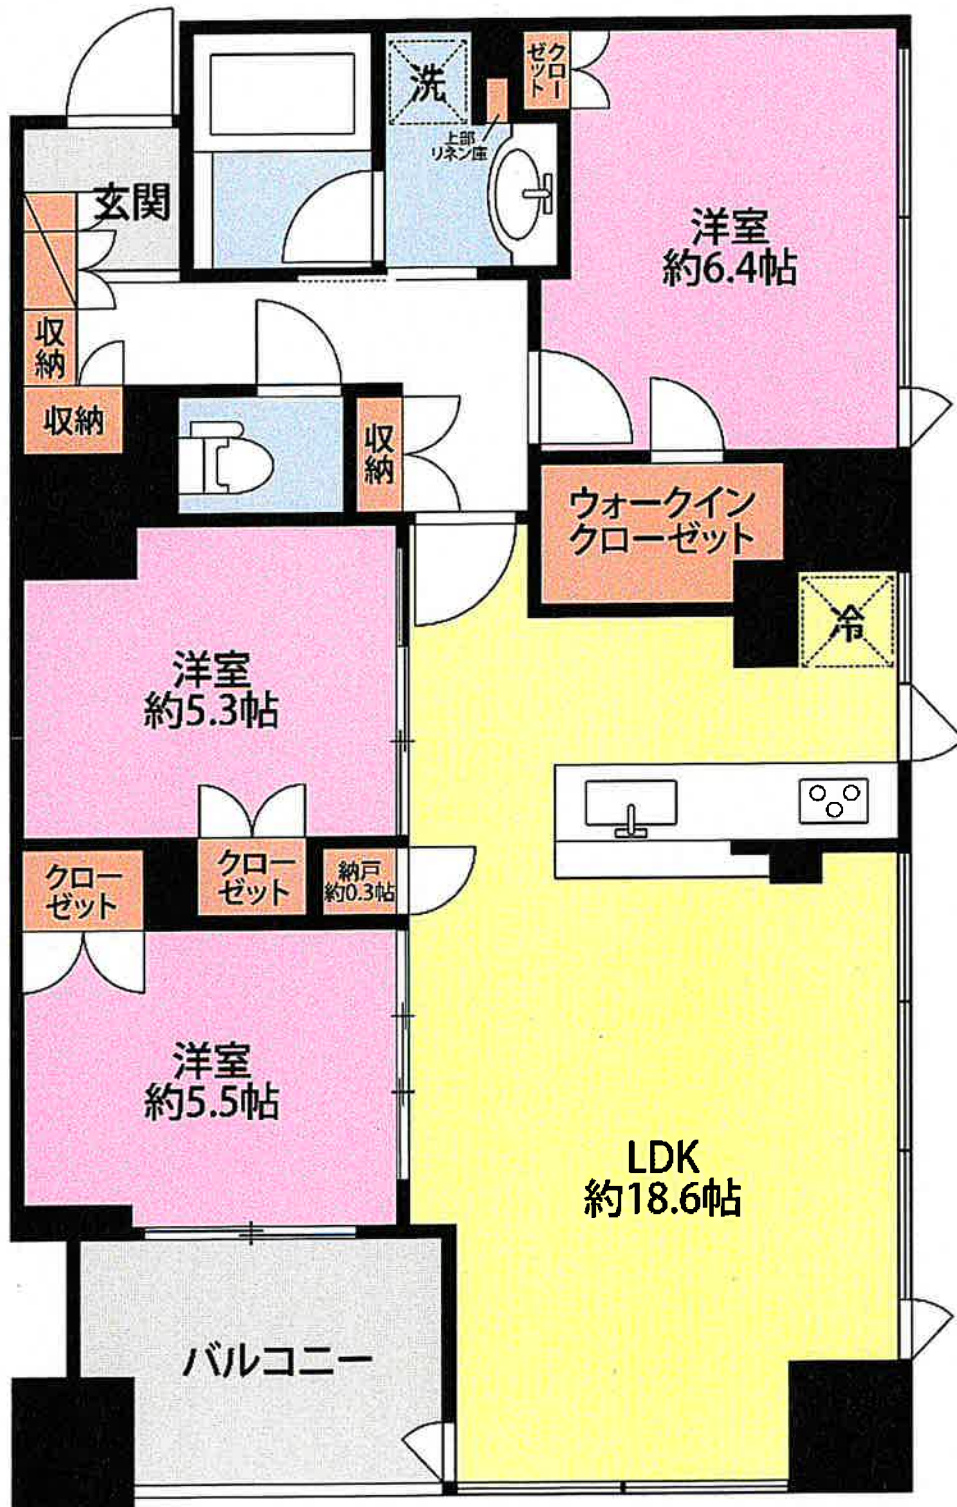 洗
クロー
ゼット
上部
リネン庫
玄関
洋室
約6.4帖
収
納
収納
収
納
ウォークイン
クローゼット
冷
洋室
約5.3帖
クロー
ゼット
クロー
ゼット
納戸
約0.3帖
洋室
約5.5帖
LDK
約18.6帖
バルコニー